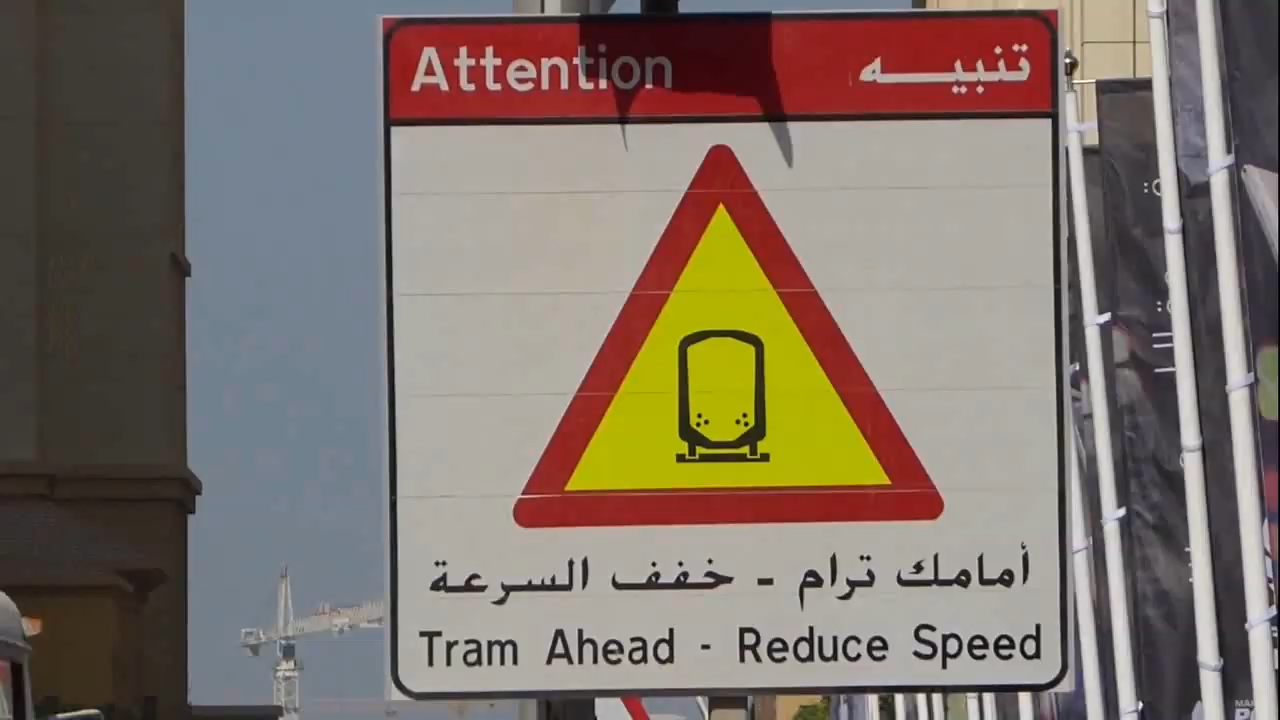 Attention تنبيه
أمامك ترام - خفف السرعة
Tram Ahead - Reduce Speed